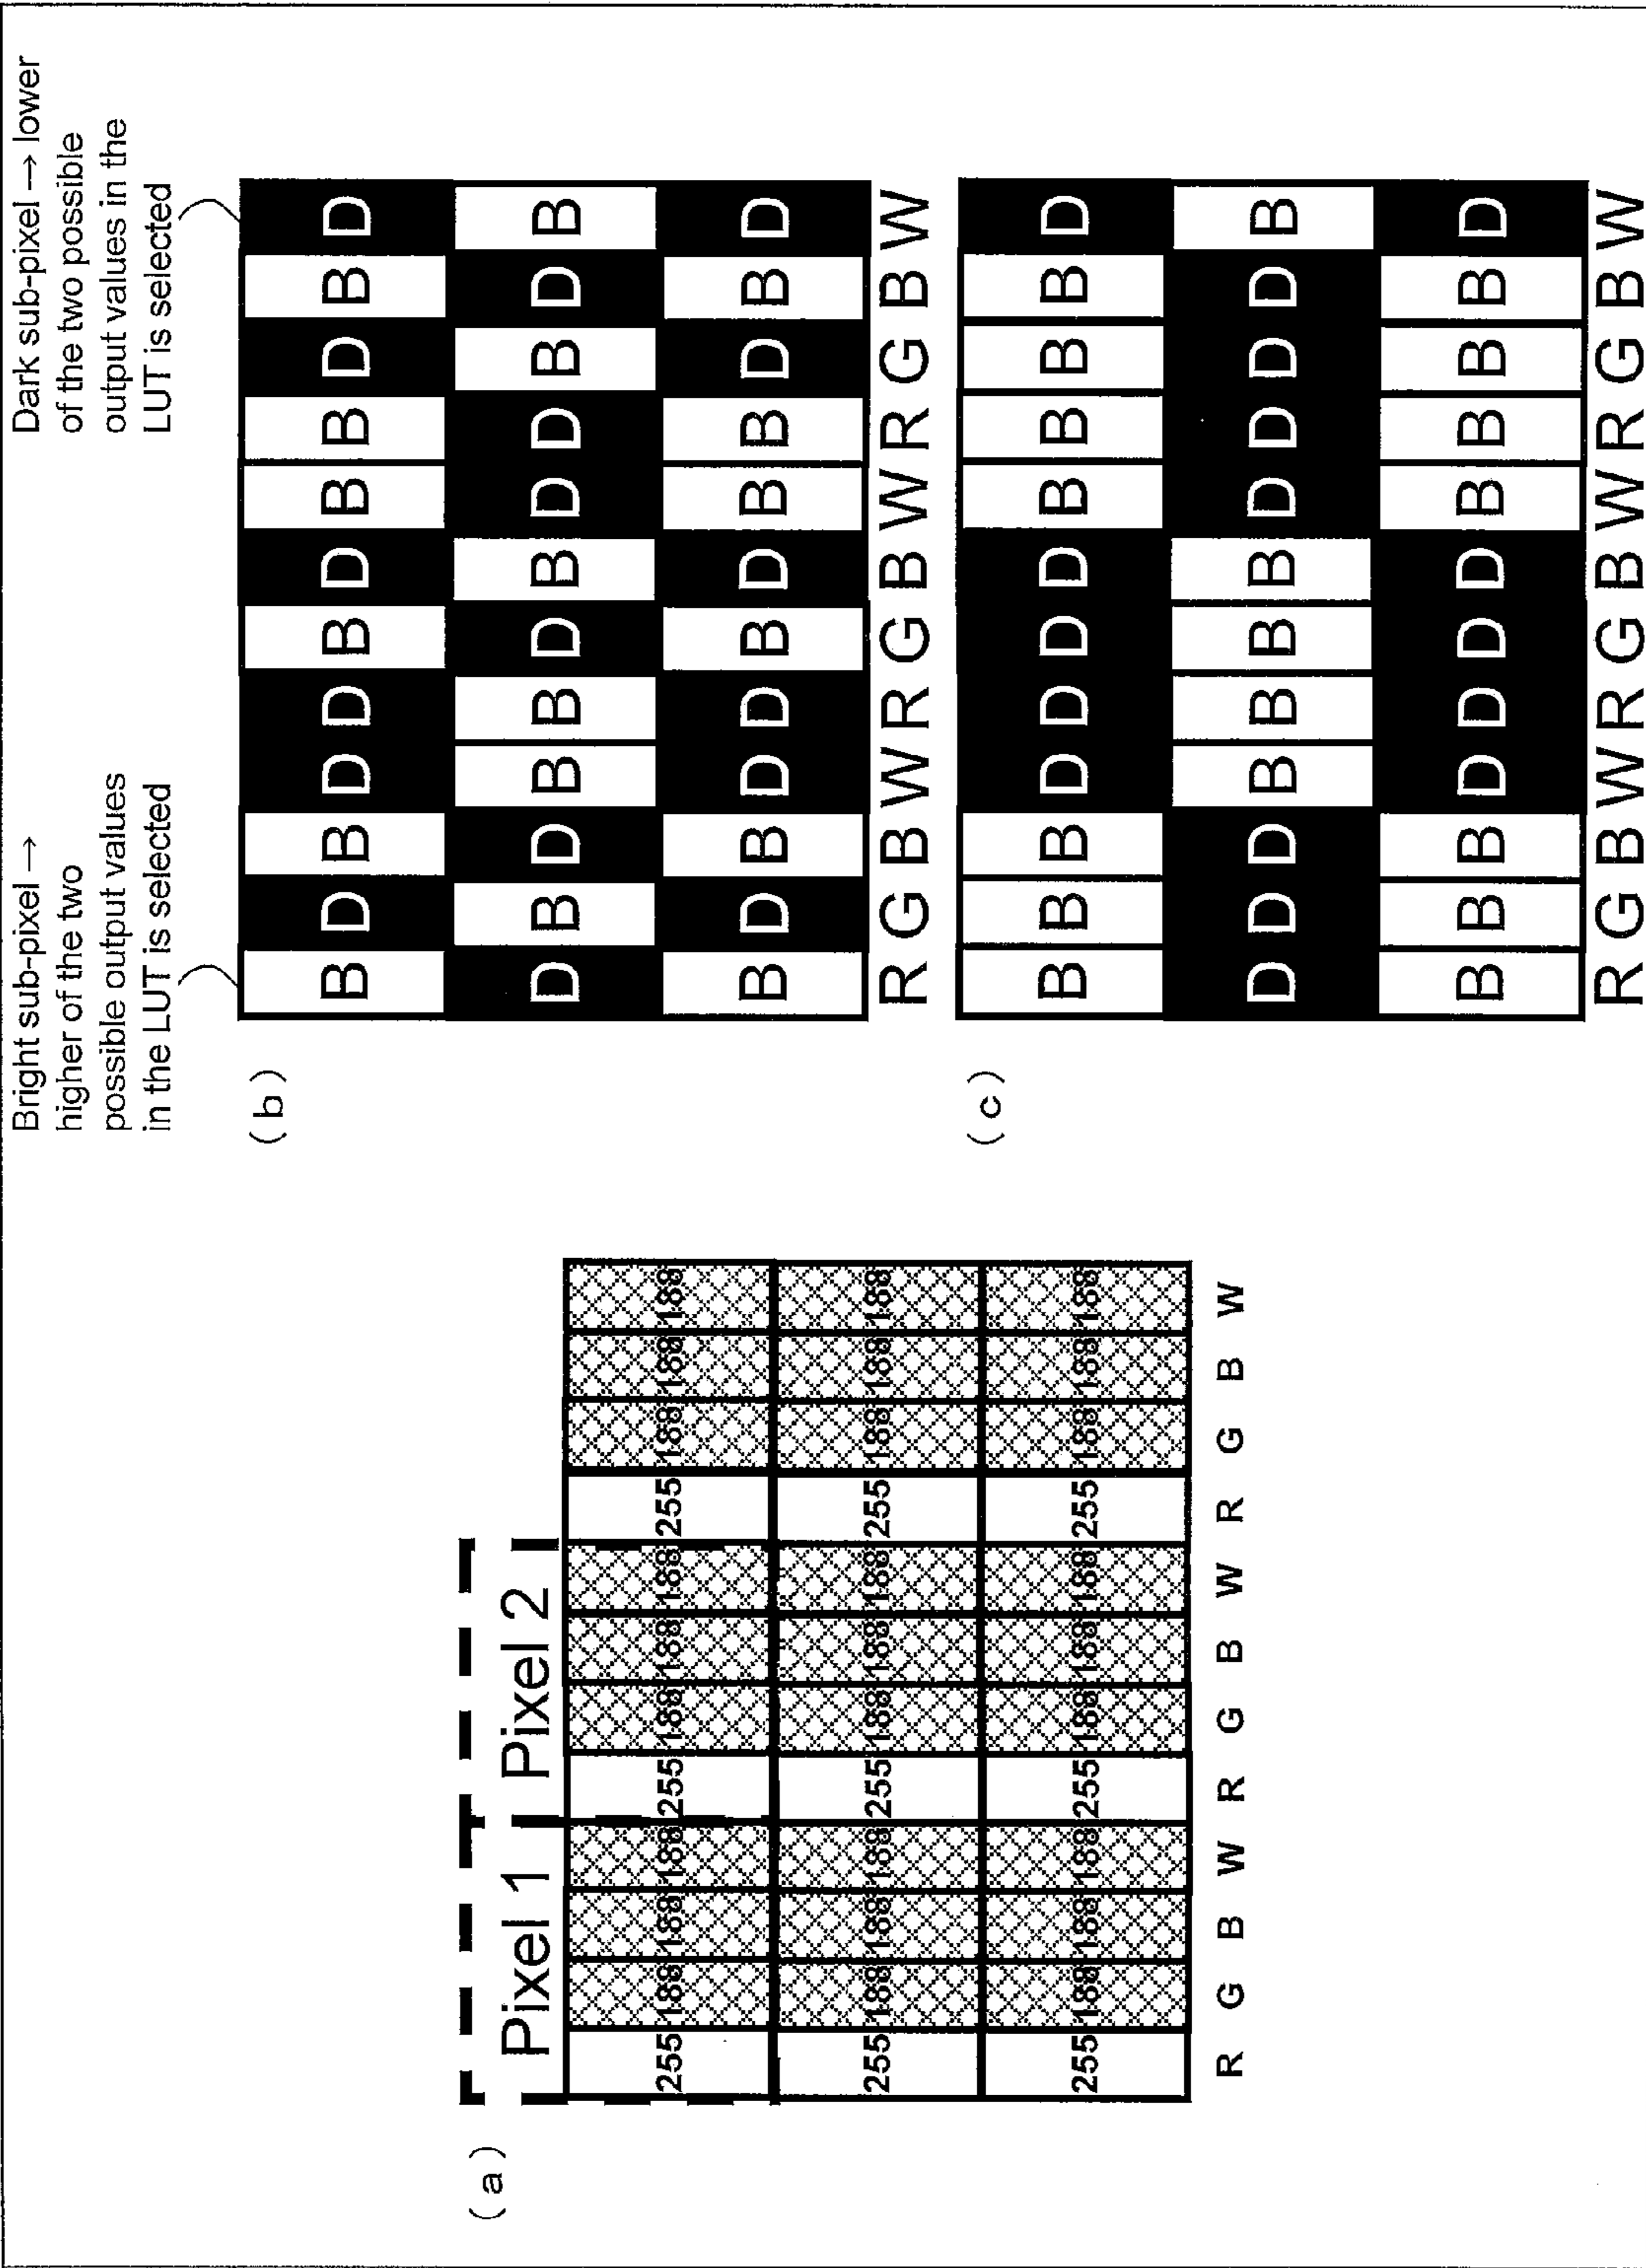 (a)
Pixel 1 Pixel 2
255 188 188 188 255 188 188 188 255 188 188 188
255 188 188 188 255 188 188 188 255 188 188 188
255 188 188 188 255 188 188 188 255 188 188 188
R G B W R G B W R G B W
Bright sub-pixel →
higher of the two
possible output values
in the LUT is selected
Dark sub-pixel → lower
of the two possible
output values in the
LUT is selected
(b)
B D B D D B D B B D B D
D B D B B D B D D B D B
B D B D D B D B B D B D
R G B W R G B W R G B W
(c)
B B B D D D D B B B B D
D D D B B B B D D D D B
B B B D D D D B B B B D
R G B W R G B W R G B W